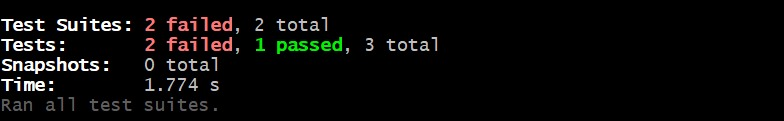 Test Suites: 2 failed, 2 total
Tests:       2 failed, 1 passed, 3 total
Snapshots:   0 total
Time:        1.774 s
Ran all test suites.